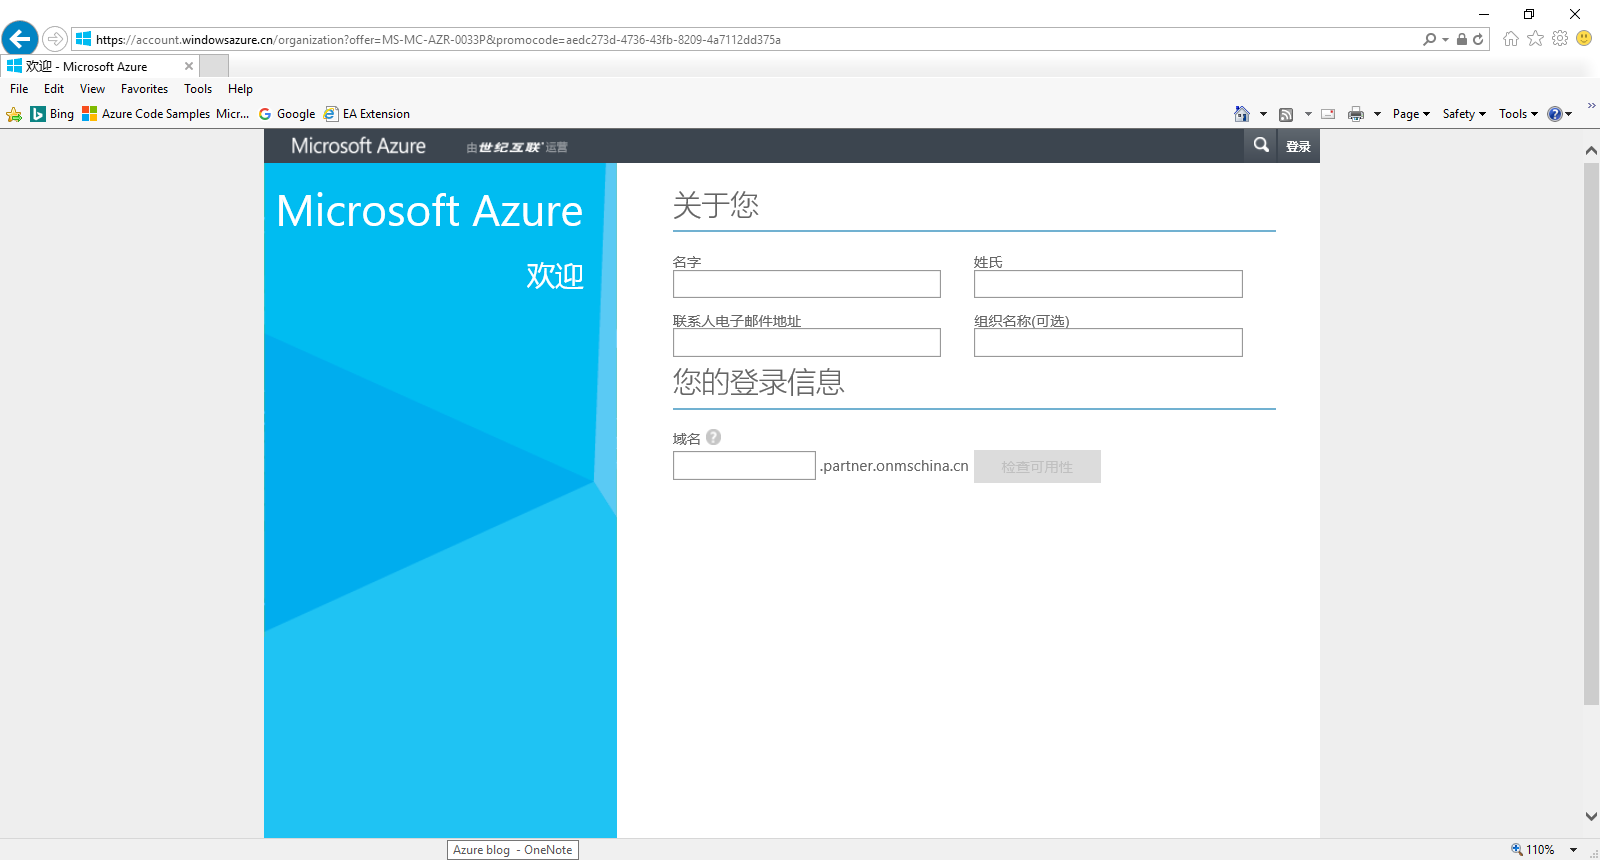 https://account.windowsazure.cn/organization?offer=MS-MC-AZR-0033P&promocode=aedc273d-4736-43fb-8209-4a7112dd375a
欢迎 - Microsoft Azure
File Edit View Favorites Tools Help
Bing Azure Code Samples Micr... Google EA Extension Page Safety Tools
Microsoft Azure 由世纪互联运营 登录
Microsoft Azure
欢迎
关于您
名字 姓氏
联系人电子邮件地址 组织名称(可选)
您的登录信息
域名
.partner.onmschina.cn 检查可用性
Azure blog - OneNote
110%